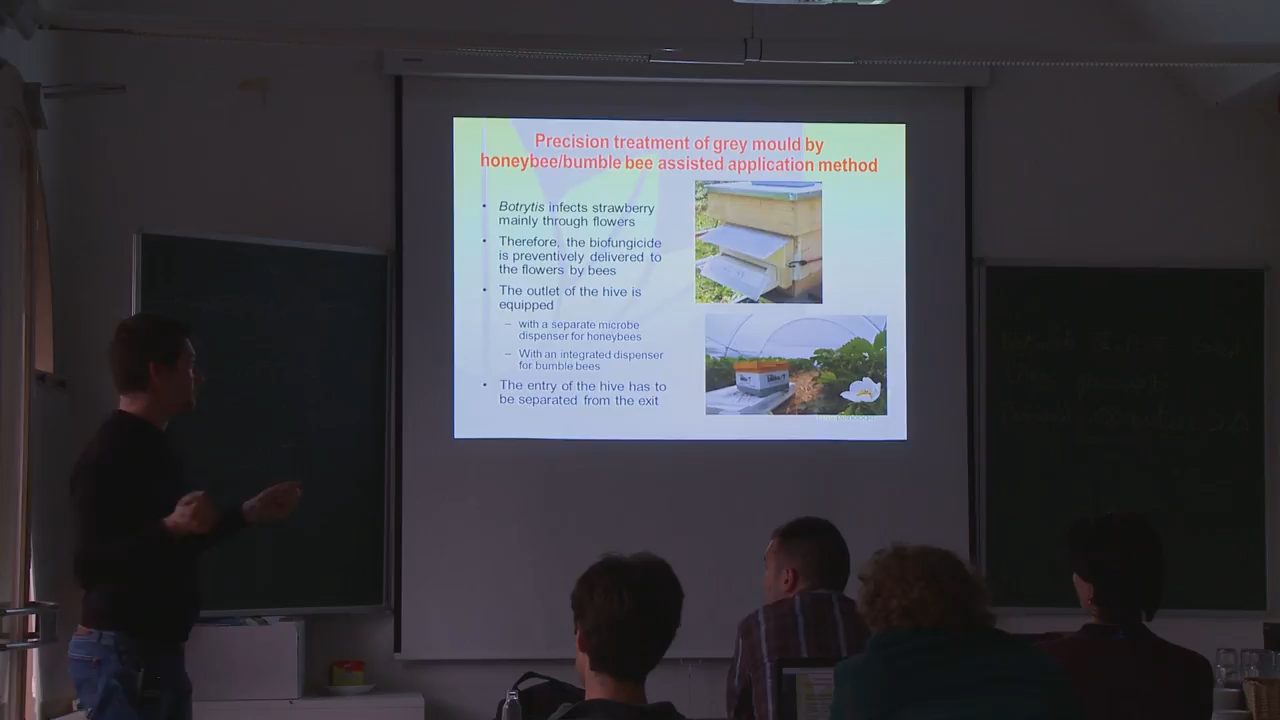 Precision treatment of grey mould by
honeybee/bumble bee assisted application method
• Botrytis infects strawberry
mainly through flowers
• Therefore, the biofungicide
is preventively delivered to
the flowers by bees
• The outlet of the hive is
equipped
– with a separate microbe
dispenser for honeybees
– With an integrated dispenser
for bumble bees
• The entry of the hive has to
be separated from the exit